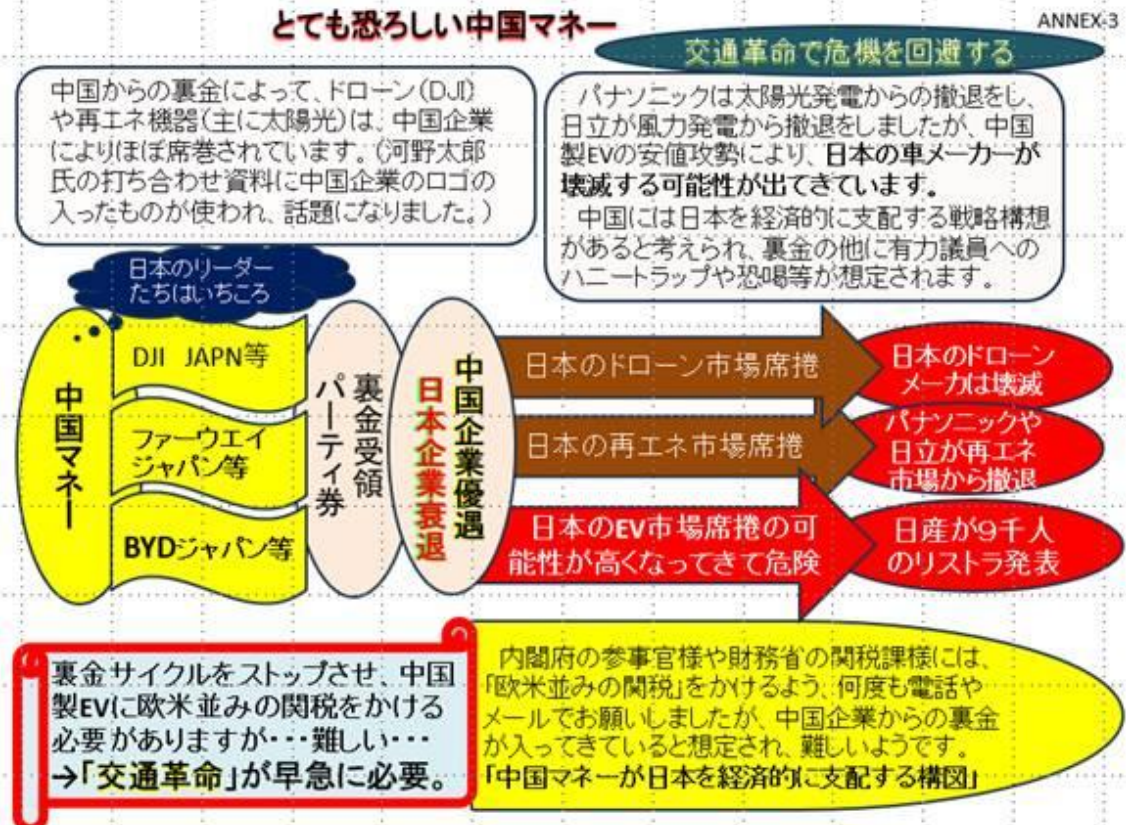 とても恐ろしい中国マネー
ANNEX-3
交通革命で危機を回避する
中国からの裏金によって、ドローン(DJI)
や再エネ機器(主に太陽光)は、中国企業
によりほぼ席巻されています。(河野太郎
氏の打ち合わせ資料に中国企業のロゴの
入ったものが使われ、話題になりました。)
パナソニックは太陽光発電からの撤退をし、
日立が風力発電から撤退をしましたが、中国
製EVの安値攻勢により、日本の車メーカーが
壊滅する可能性が出てきています。
中国には日本を経済的に支配する戦略構想
があると考えられ、裏金の他に有力議員への
ハニートラップや恐喝等が想定されます。
日本のリーダー
たちはいちころ
中国マネー
DJI JAPN等
ファーウエイ
ジャパン等
BYDジャパン等
裏金受領
パーティ券
中国企業優遇
日本企業衰退
日本のドローン市場席捲
日本のドローン
メーカは壊滅
日本の再エネ市場席捲
パナソニックや
日立が再エネ
市場から撤退
日本のEV市場席捲の可
能性が高くなってきて危険
日産が9千人
のリストラ発表
裏金サイクルをストップさせ、中国
製EVに欧米並みの関税をかける
必要がありますが・・・難しい・・・
→「交通革命」が早急に必要。
内閣府の参事官様や財務省の関税課様には、
「欧米並みの関税」をかけるよう、何度も電話や
メールでお願いしましたが、中国企業からの裏金
が入ってきていると想定され、難しいようです。
「中国マネーが日本を経済的に支配する構図」